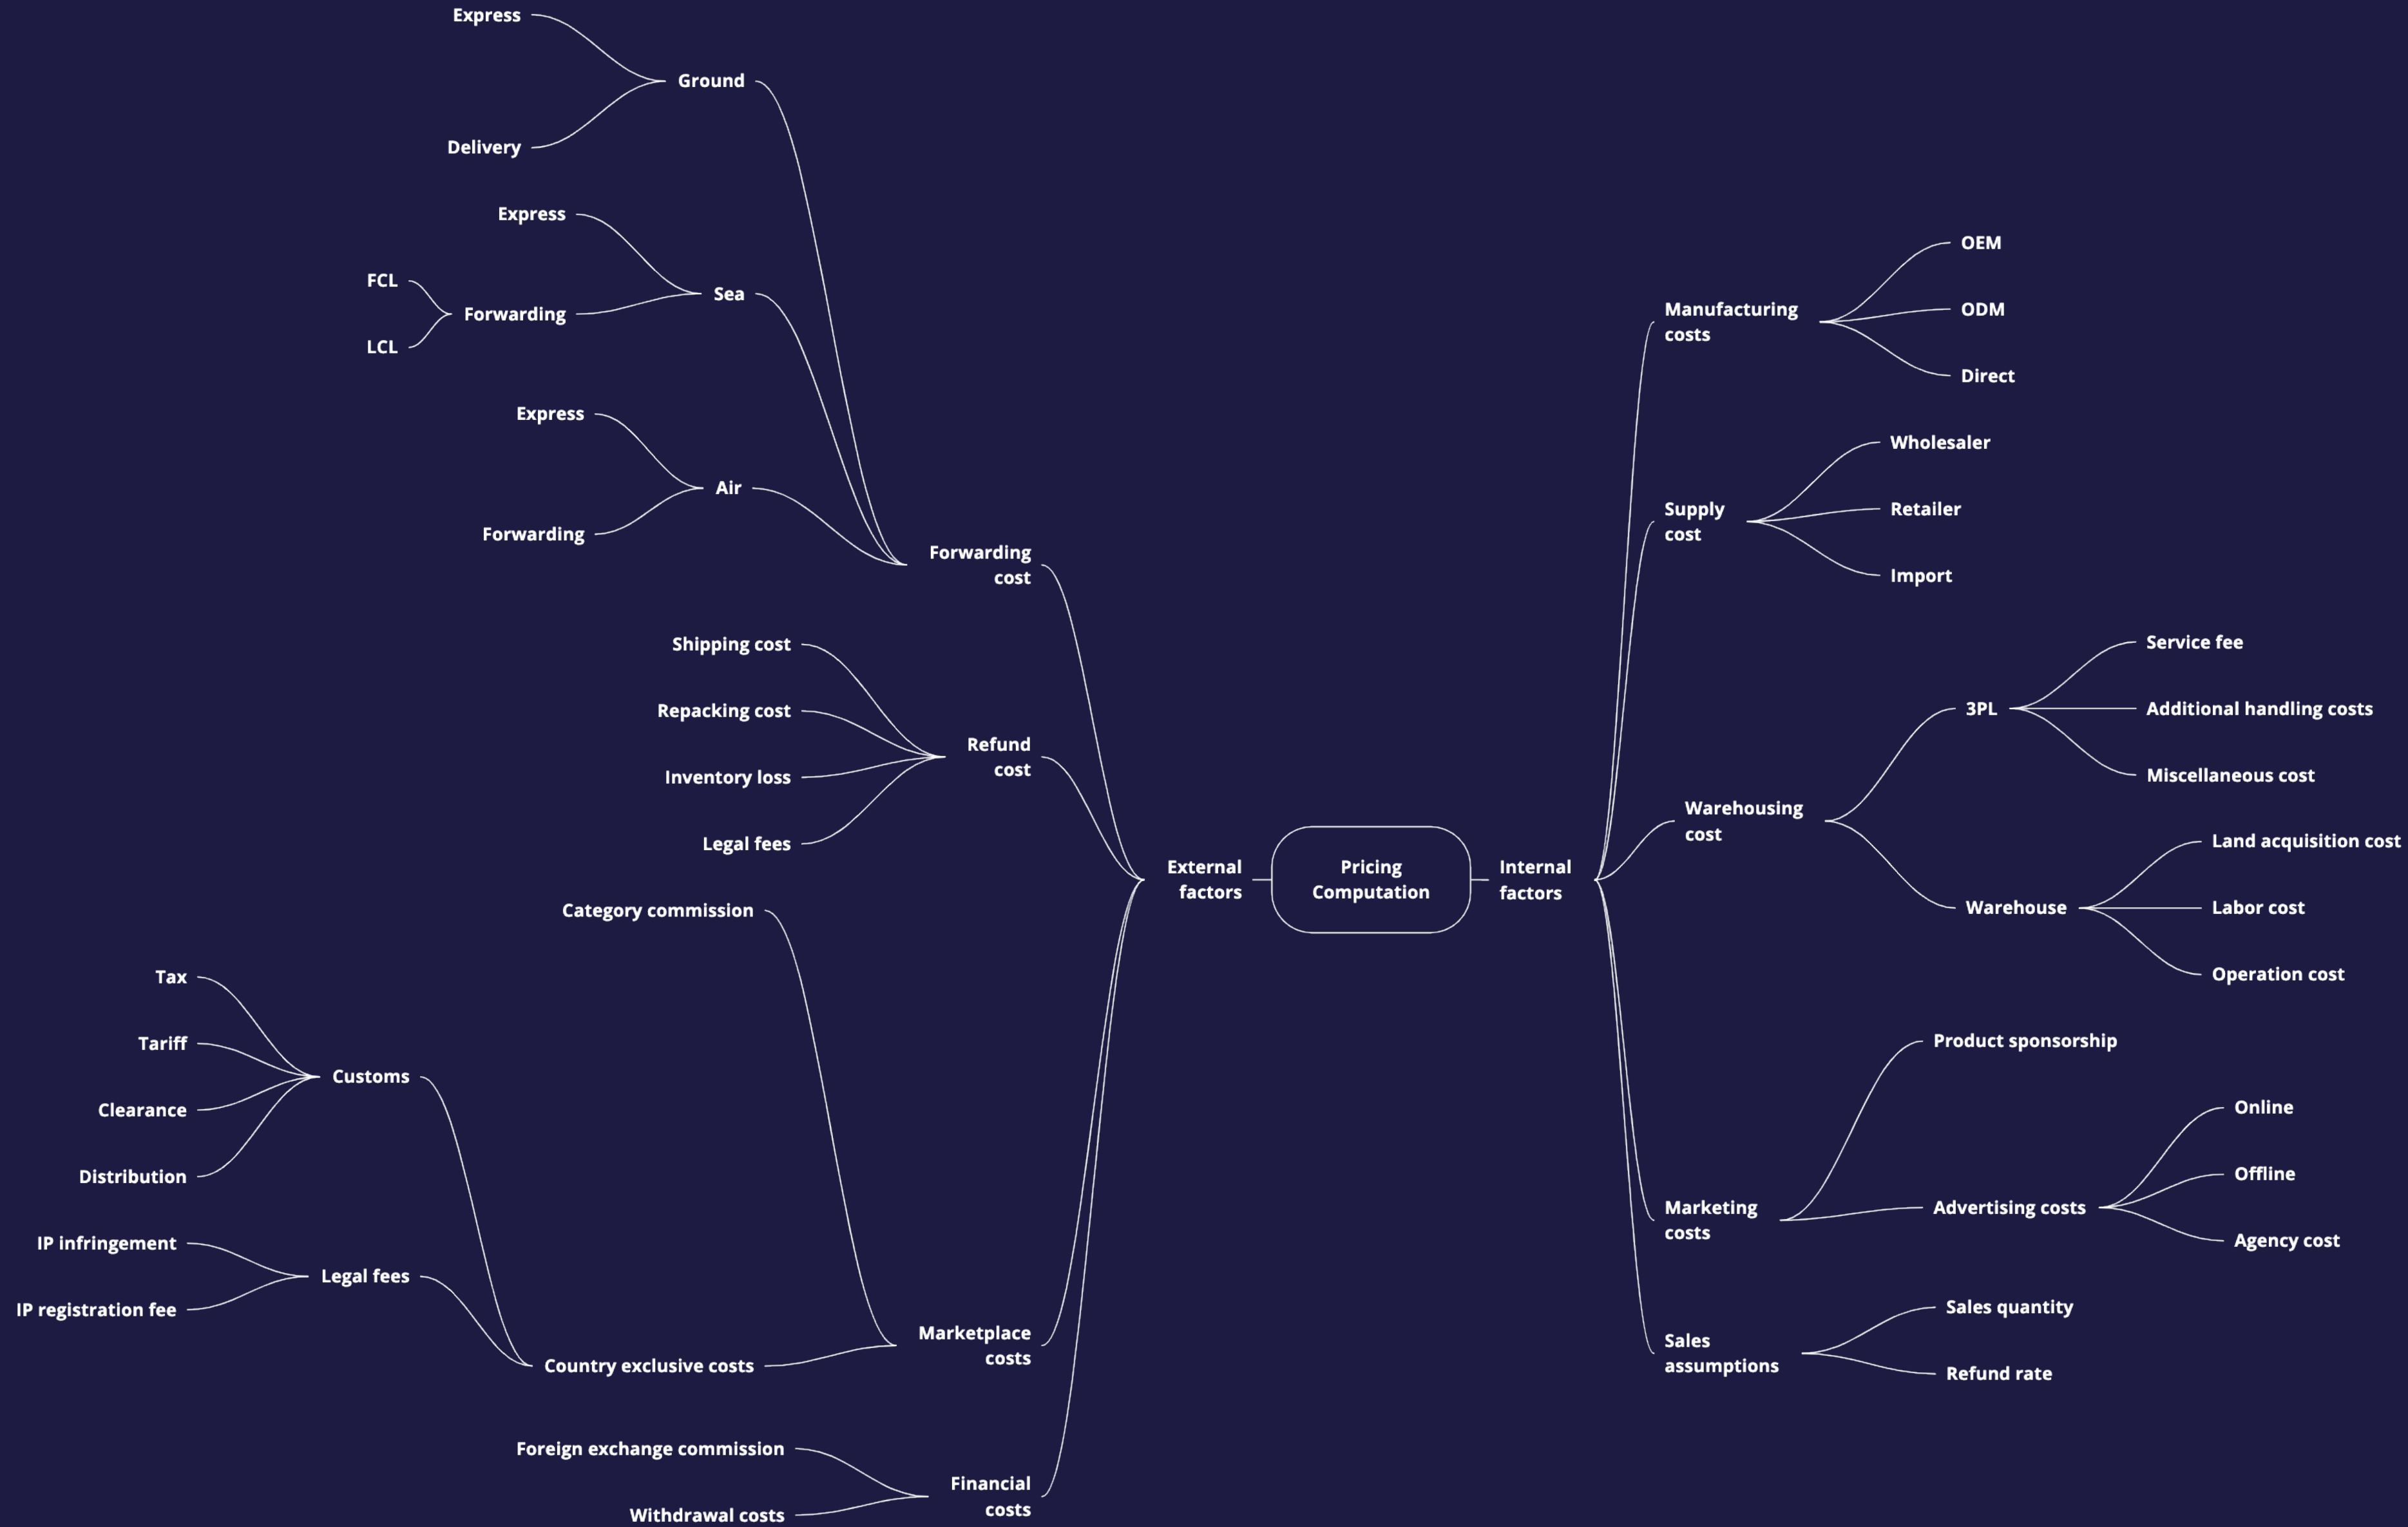 Express
Ground
Delivery
Express
FCL
Sea
Forwarding
LCL
Express
Air
Forwarding
Forwarding
cost
Shipping cost
Repacking cost
Refund
cost
Inventory loss
Legal fees
External
factors
Category commission
Tax
Tariff
Customs
Clearance
Distribution
IP infringement
Legal fees
IP registration fee
Marketplace
costs
Country exclusive costs
Foreign exchange commission
Financial
costs
Withdrawal costs
Pricing
Computation
Internal
factors
Manufacturing
costs
OEM
ODM
Direct
Supply
cost
Wholesaler
Retailer
Import
Warehousing
cost
3PL
Service fee
Additional handling costs
Miscellaneous cost
Warehouse
Land acquisition cost
Labor cost
Operation cost
Marketing
costs
Product sponsorship
Advertising costs
Online
Offline
Agency cost
Sales
assumptions
Sales quantity
Refund rate